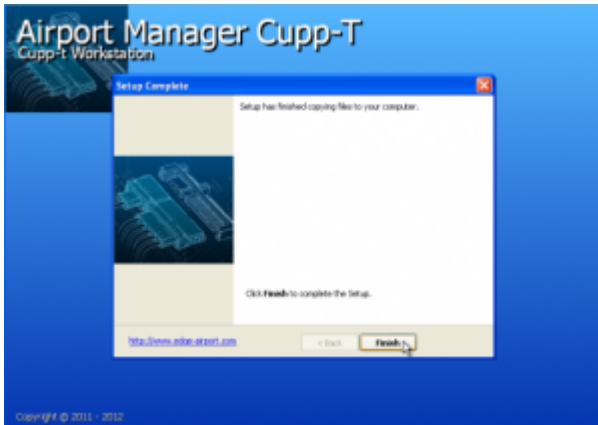 Airport Manager Cupp-T
Cupp-t Workstation
Setup Complete
Setup has finished copying files to your computer.
Click Finish to complete the Setup.
http://www.edge-airport.com
< Back
Finish
Copyright @ 2011 - 2012